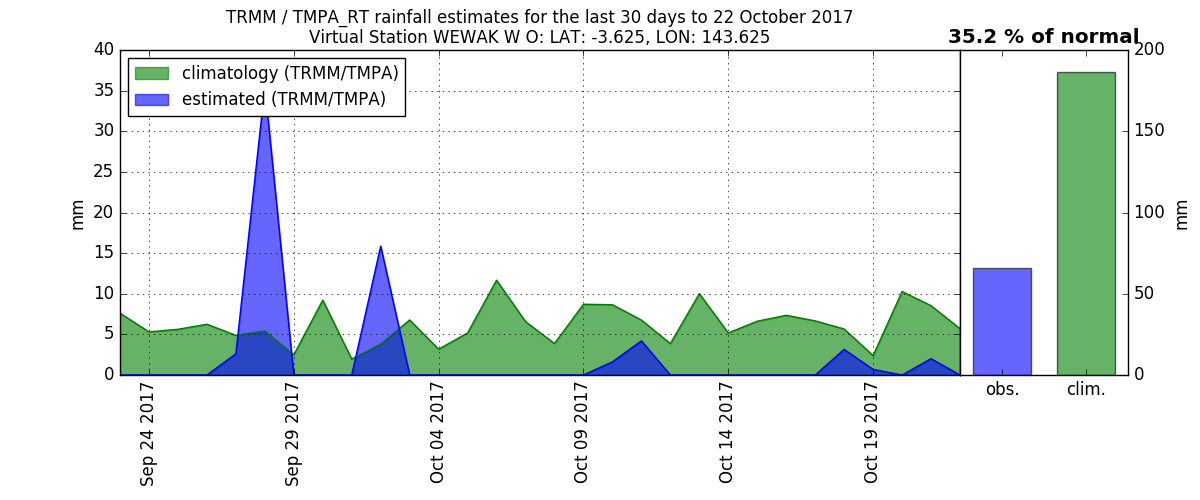 TRMM / TMPA_RT rainfall estimates for the last 30 days to 22 October 2017
Virtual Station WEWAK W O: LAT: -3.625, LON: 143.625
35.2 % of normal
climatology (TRMM/TMPA)
estimated (TRMM/TMPA)
40
35
30
25
20
15
10
5
0
mm
Sep 24 2017
Sep 29 2017
Oct 04 2017
Oct 09 2017
Oct 14 2017
Oct 19 2017
obs.
clim.
200
150
100
50
0
mm